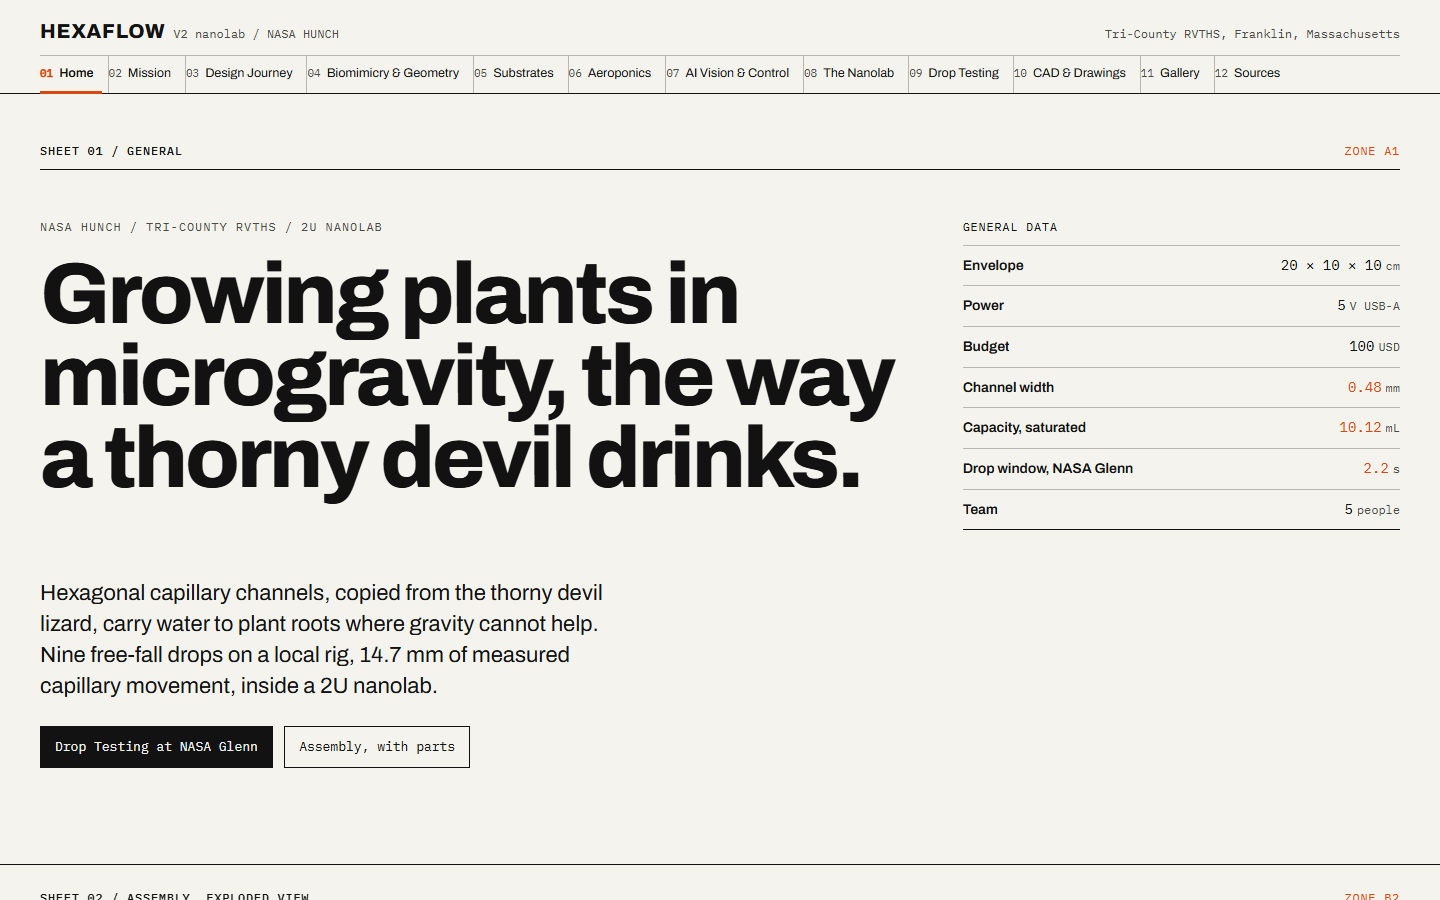 HEXAFLOW V2 nanolab / NASA HUNCH
Tri-County RVTHS, Franklin, Massachusetts
01 Home 02 Mission 03 Design Journey 04 Biomimicry & Geometry 05 Substrates 06 Aeroponics 07 AI Vision & Control 08 The Nanolab 09 Drop Testing 10 CAD & Drawings 11 Gallery 12 Sources
SHEET 01 / GENERAL
ZONE A1
NASA HUNCH / TRI-COUNTY RVTHS / 2U NANOLAB
Growing plants in
microgravity, the way
a thorny devil drinks.
Hexagonal capillary channels, copied from the thorny devil
lizard, carry water to plant roots where gravity cannot help.
Nine free-fall drops on a local rig, 14.7 mm of measured
capillary movement, inside a 2U nanolab.
Drop Testing at NASA Glenn
Assembly, with parts
GENERAL DATA
Envelope 20 × 10 × 10 cm
Power 5 V USB-A
Budget 100 USD
Channel width 0.48 mm
Capacity, saturated 10.12 mL
Drop window, NASA Glenn 2.2 s
Team 5 people
SHEET 02 / ASSEMBLY, EXPLODED VIEW
ZONE B2